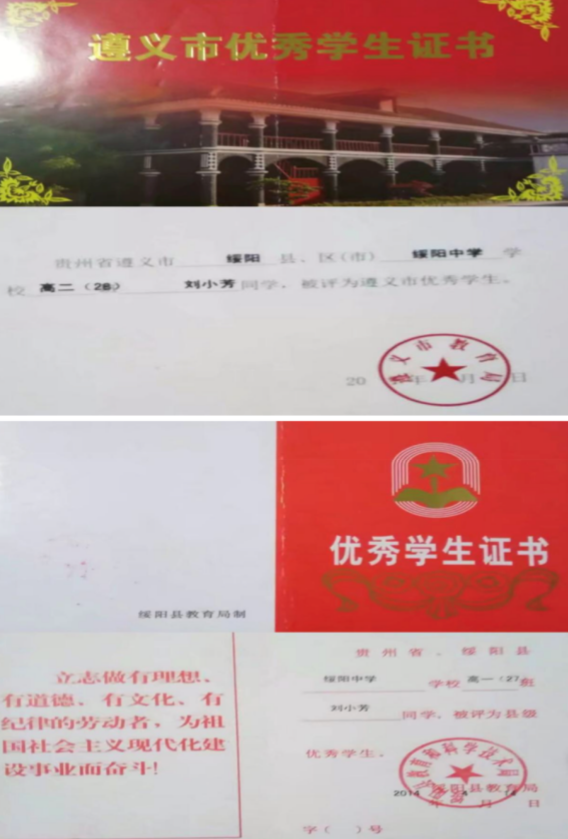 遵义市优秀学生证书
贵州省遵义市 绥阳 县、区(市) 绥阳中学 学
校 高二(28) 刘小芳 同学,被评为遵义市优秀学生。
遵义市教育局
20 年 月 日
优秀学生证书
绥阳县教育局制
立志做有理想、
有道德、有文化、有
纪律的劳动者,为祖
国社会主义现代化建
设事业而奋斗!
贵州省、绥阳县
绥阳中学 学校 高一(27)班
刘小芳 同学,被评为县级
优秀学生。
绥阳县教育局
2014 年 月 日
字( )号